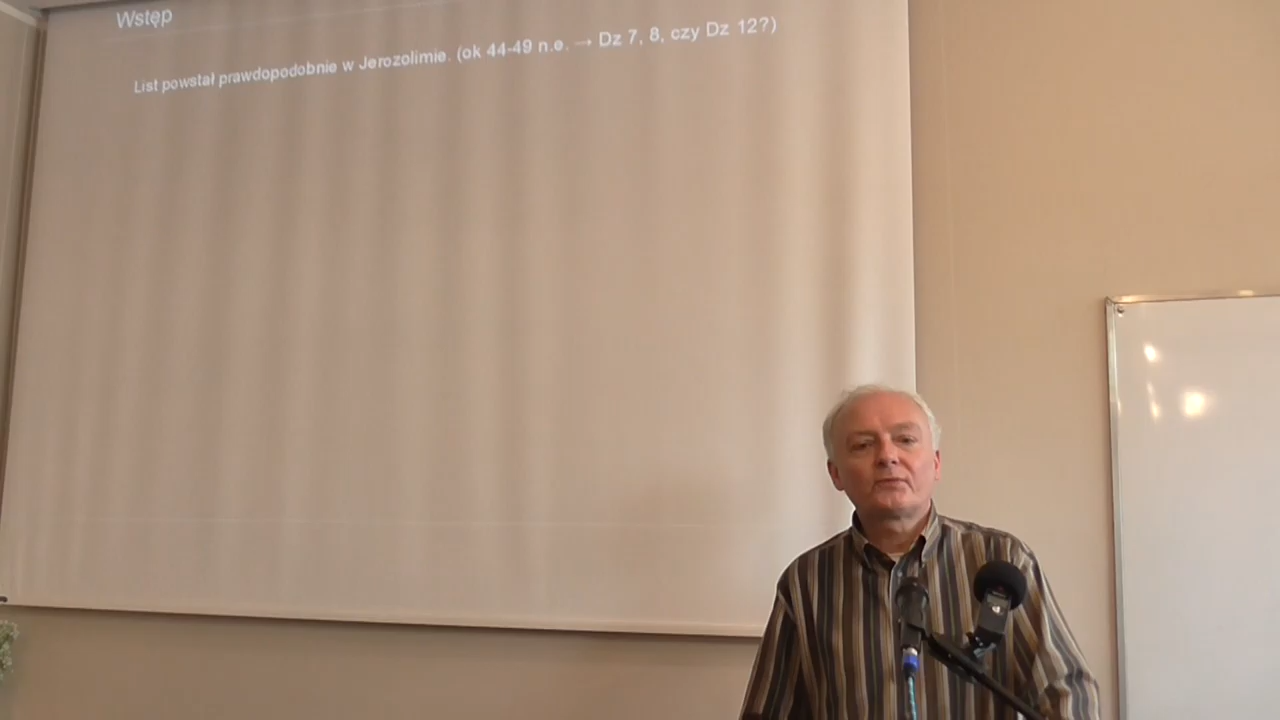 Wstęp
List powstał prawdopodobnie w Jerozolimie. (ok 44-49 n.e. → Dz 7, 8, czy Dz 12?)